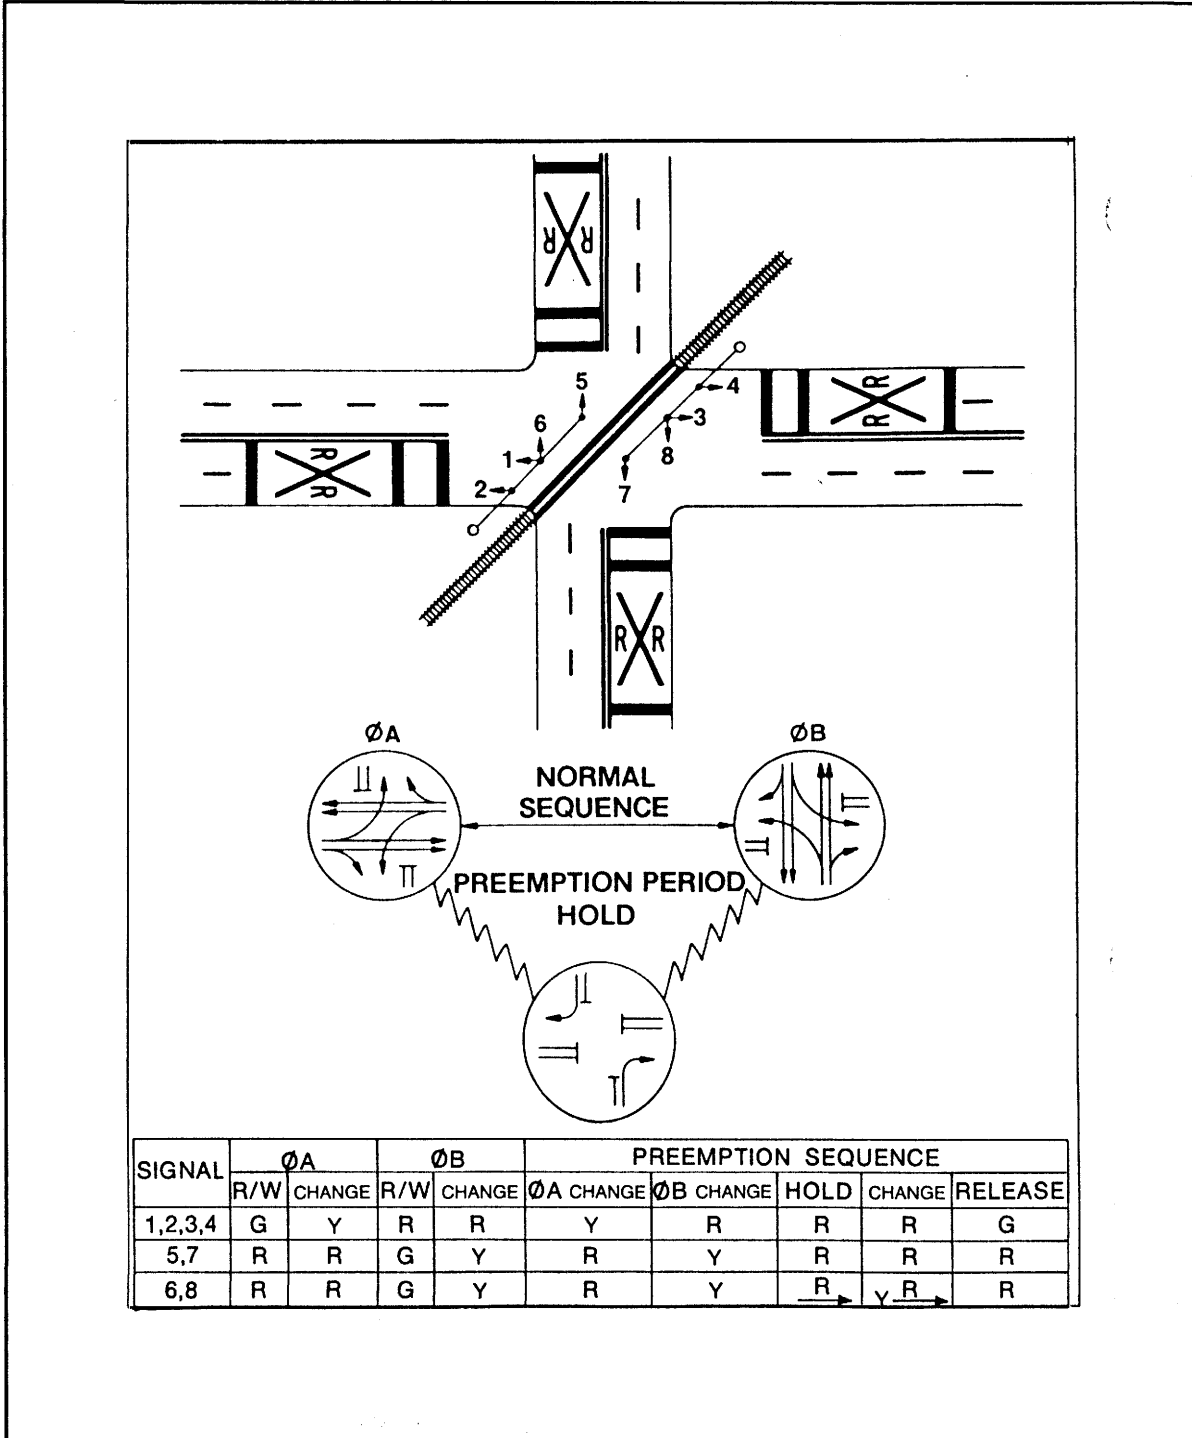 R R
5
4
6
3
1
R R
8
R R
2
7
R R
ØA
ØB
NORMAL
SEQUENCE
PREEMPTION PERIOD
HOLD
SIGNAL ØA ØB PREEMPTION SEQUENCE
R/W CHANGE R/W CHANGE ØA CHANGE ØB CHANGE HOLD CHANGE RELEASE
1,2,3,4 G Y R R Y R R R G
5,7 R R G Y R Y R R R
6,8 R R G Y R Y R Y R R